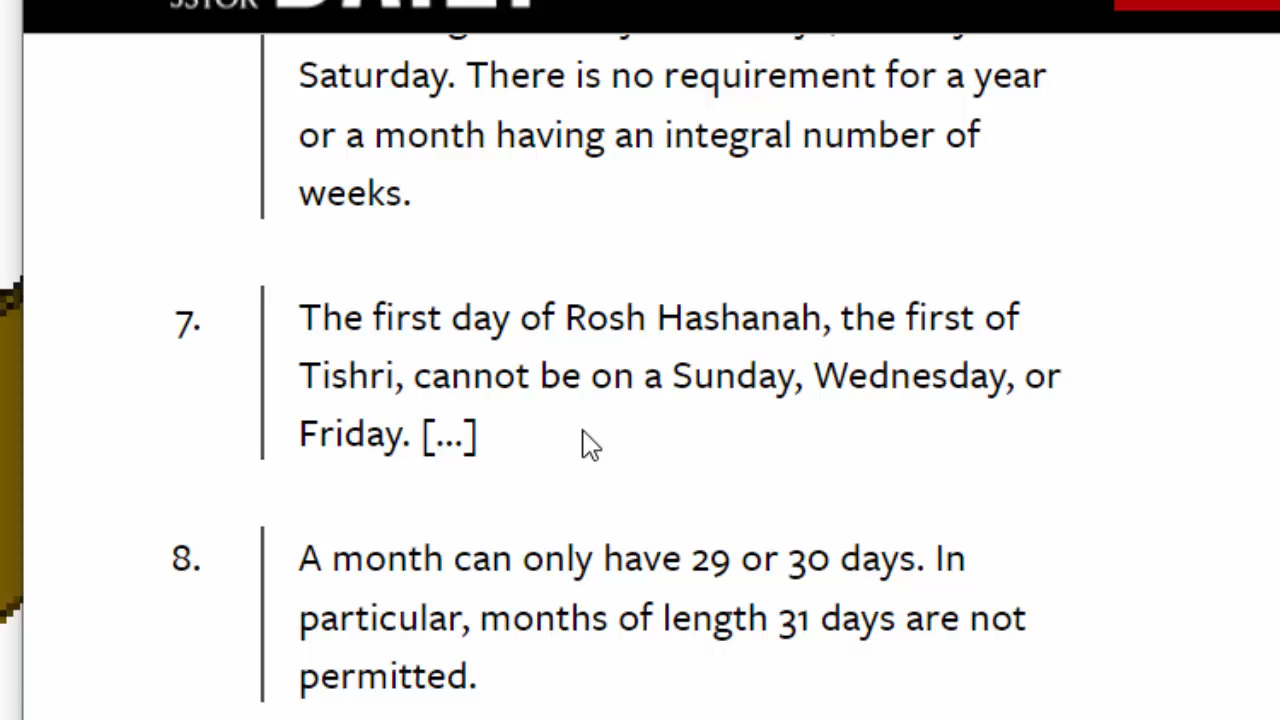 JSTOR DAILY
Saturday. There is no requirement for a year
or a month having an integral number of
weeks.
7.
The first day of Rosh Hashanah, the first of
Tishri, cannot be on a Sunday, Wednesday, or
Friday. [...]
8.
A month can only have 29 or 30 days. In
particular, months of length 31 days are not
permitted.